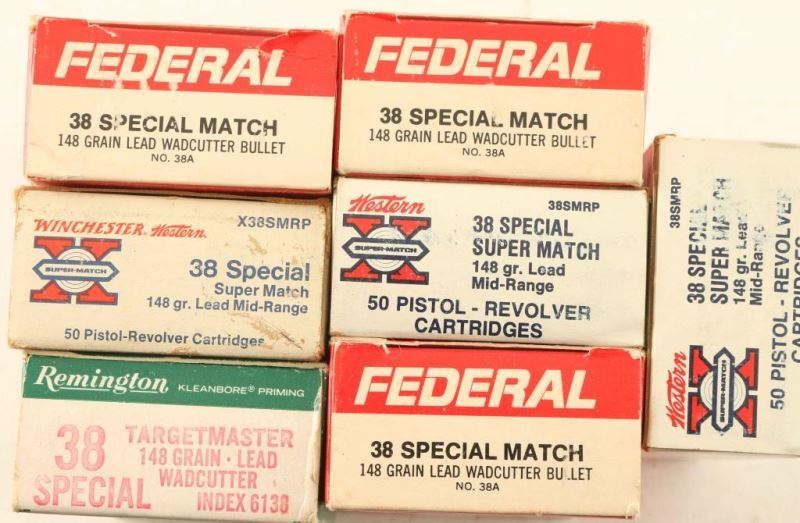 FEDERAL
38 SPECIAL MATCH
148 GRAIN LEAD WADCUTTER BULLET
NO. 38A
FEDERAL
38 SPECIAL MATCH
148 GRAIN LEAD WADCUTTER BULLET
NO. 38A
WINCHESTER Western
X38SMRP
X
SUPER-MATCH
38 Special
Super Match
148 gr. Lead Mid-Range
50 Pistol-Revolver Cartridges
Western
38SMRP
X
SUPER-MATCH
38 SPECIAL
SUPER MATCH
148 gr. Lead
Mid-Range
50 PISTOL - REVOLVER
CARTRIDGES
38SMRP
38 SPECIAL
SUPER MATCH
148 gr. Lead
Mid-Range
50 PISTOL - REVOLVER
CARTRIDGES
Western
X
SUPER-MATCH
Remington
KLEANBORE® PRIMING
38
SPECIAL
TARGETMASTER
148 GRAIN · LEAD
WADCUTTER
INDEX 6138
FEDERAL
38 SPECIAL MATCH
148 GRAIN LEAD WADCUTTER BULLET
NO. 38A